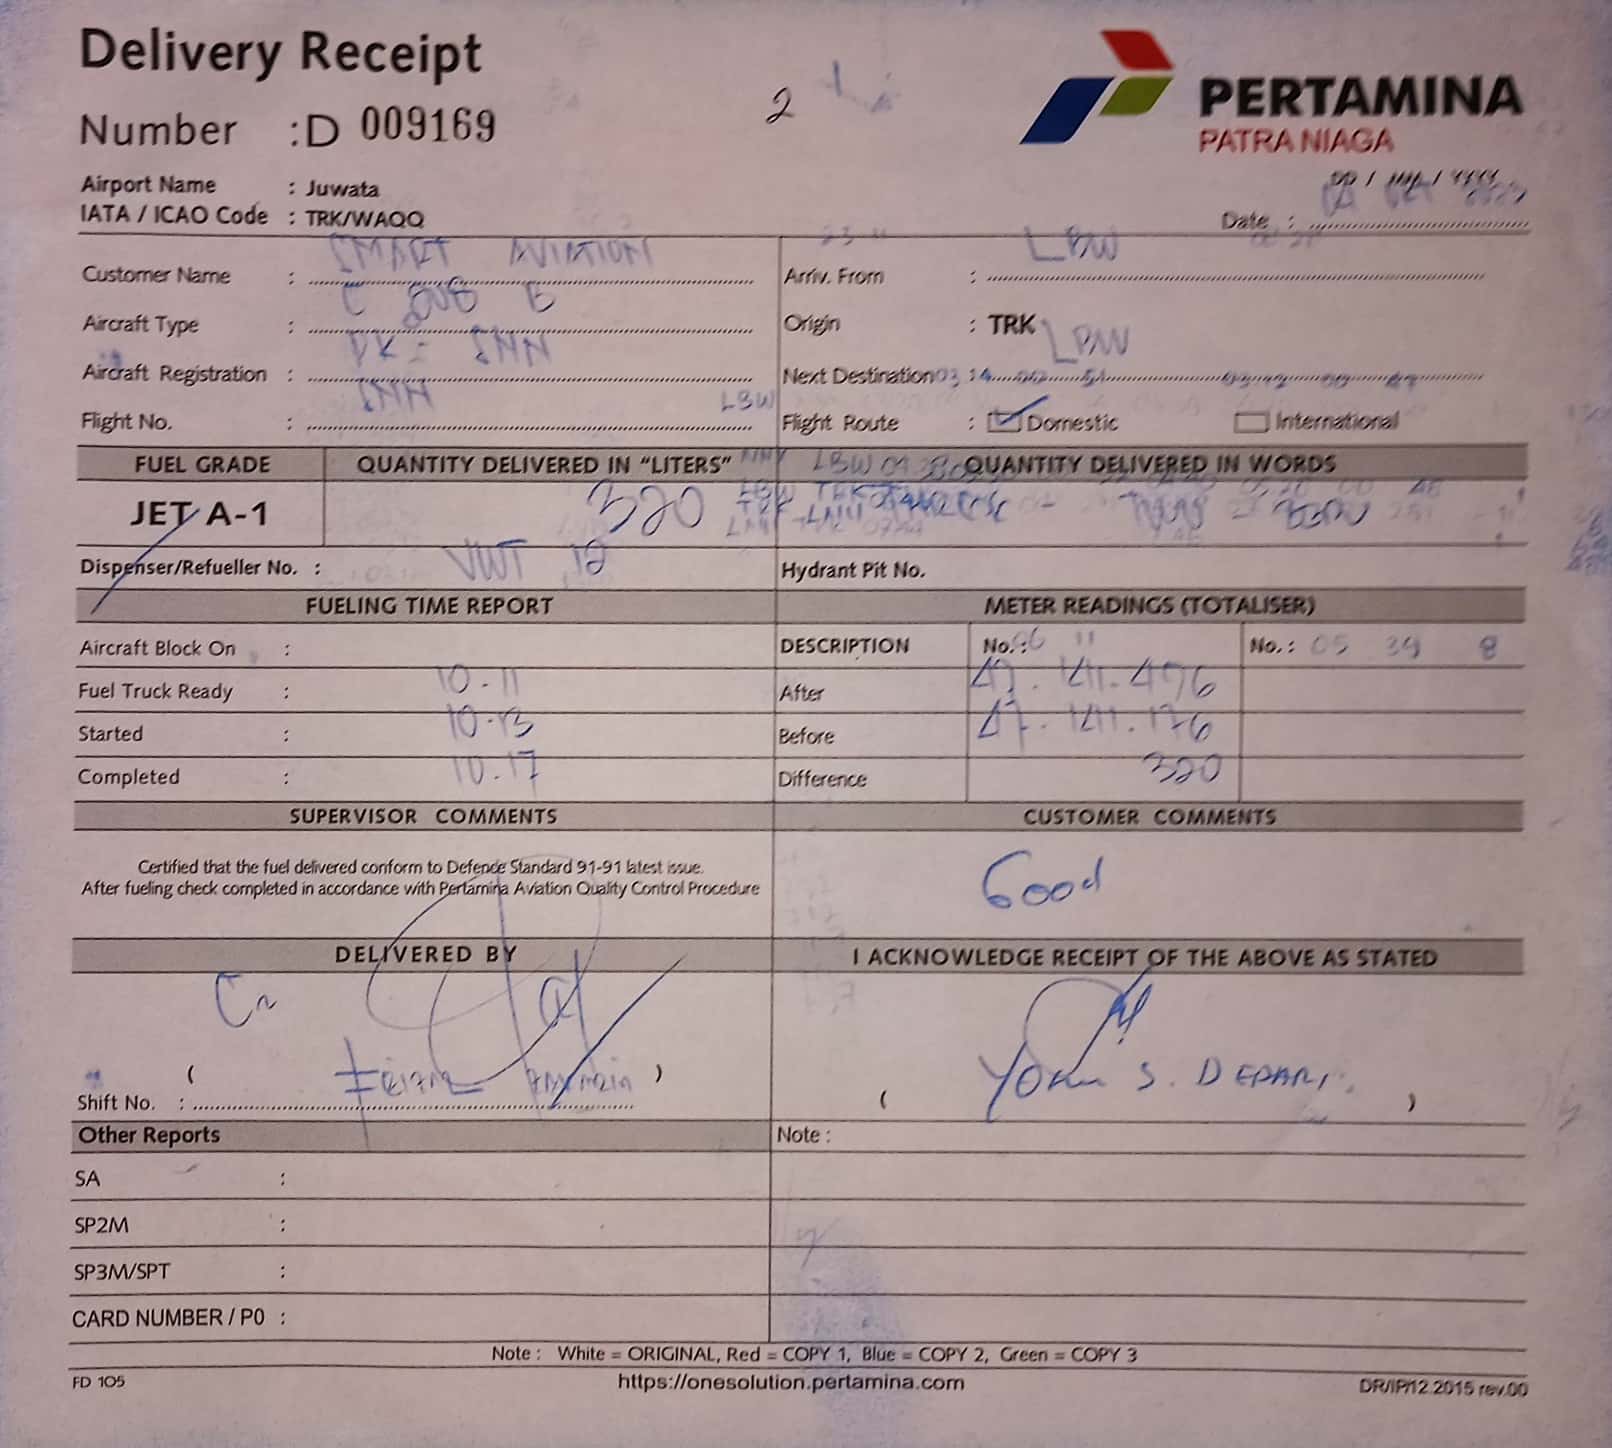 Delivery Receipt
2
Number : D 009169
PERTAMINA
PATRA NIAGA
Airport Name : Juwata
IATA / ICAO Code : TRK/WAQQ
Date :
Customer Name : SMART AVIATION
Arriv. From : LBW
Aircraft Type : C 208 B
Origin : TRK
Aircraft Registration : PK - SNN
Next Destination LBW
Flight No. : SNN
Flight Route : Domestic International
FUEL GRADE QUANTITY DELIVERED IN "LITERS" QUANTITY DELIVERED IN WORDS
JET A-1 320
Dispenser/Refueller No. :
Hydrant Pit No.
FUELING TIME REPORT METER READINGS (TOTALISER)
Aircraft Block On :
DESCRIPTION No.: No.:
Fuel Truck Ready : 10-11
After
Started : 10-13
Before
Completed : 10.17
Difference 320
SUPERVISOR COMMENTS CUSTOMER COMMENTS
Certified that the fuel delivered conform to Defence Standard 91-91 latest issue.
After fueling check completed in accordance with Pertamina Aviation Quality Control Procedure
Good
DELIVERED BY I ACKNOWLEDGE RECEIPT OF THE ABOVE AS STATED
( )
( S. DEPARI )
Shift No. :
Other Reports Note :
SA :
SP2M :
SP3M/SPT :
CARD NUMBER / P0 :
Note : White = ORIGINAL, Red = COPY 1, Blue = COPY 2, Green = COPY 3
FD 105 https://onesolution.pertamina.com DR/IP/12.2015 rev.00